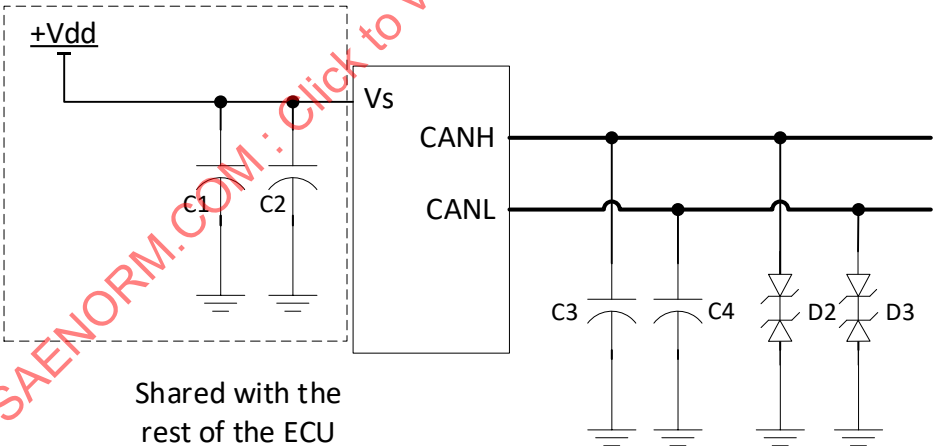 +Vdd
Vs
CANH
CANL
C1
C2
C3
C4
D2
D3
Shared with the
rest of the ECU
SAENORM.COM : Click to v